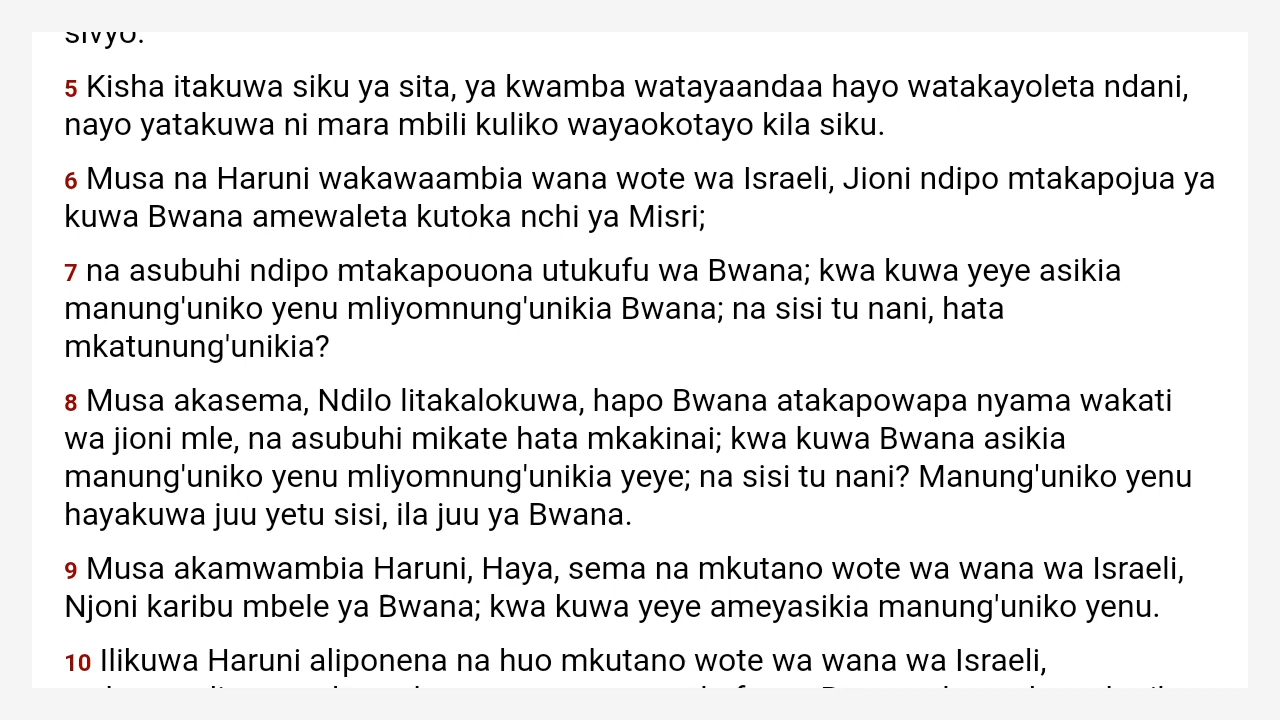 sivyo.
5 Kisha itakuwa siku ya sita, ya kwamba watayaandaa hayo watakayoleta ndani,
nayo yatakuwa ni mara mbili kuliko wayaokotayo kila siku.
6 Musa na Haruni wakawaambia wana wote wa Israeli, Jioni ndipo mtakapojua ya
kuwa Bwana amewaleta kutoka nchi ya Misri;
7 na asubuhi ndipo mtakapouona utukufu wa Bwana; kwa kuwa yeye asikia
manung'uniko yenu mliyomnung'unikia Bwana; na sisi tu nani, hata
mkatunung'unikia?
8 Musa akasema, Ndilo litakalokuwa, hapo Bwana atakapowapa nyama wakati
wa jioni mle, na asubuhi mikate hata mkakinai; kwa kuwa Bwana asikia
manung'uniko yenu mliyomnung'unikia yeye; na sisi tu nani? Manung'uniko yenu
hayakuwa juu yetu sisi, ila juu ya Bwana.
9 Musa akamwambia Haruni, Haya, sema na mkutano wote wa wana wa Israeli,
Njoni karibu mbele ya Bwana; kwa kuwa yeye ameyasikia manung'uniko yenu.
10 Ilikuwa Haruni aliponena na huo mkutano wote wa wana wa Israeli,